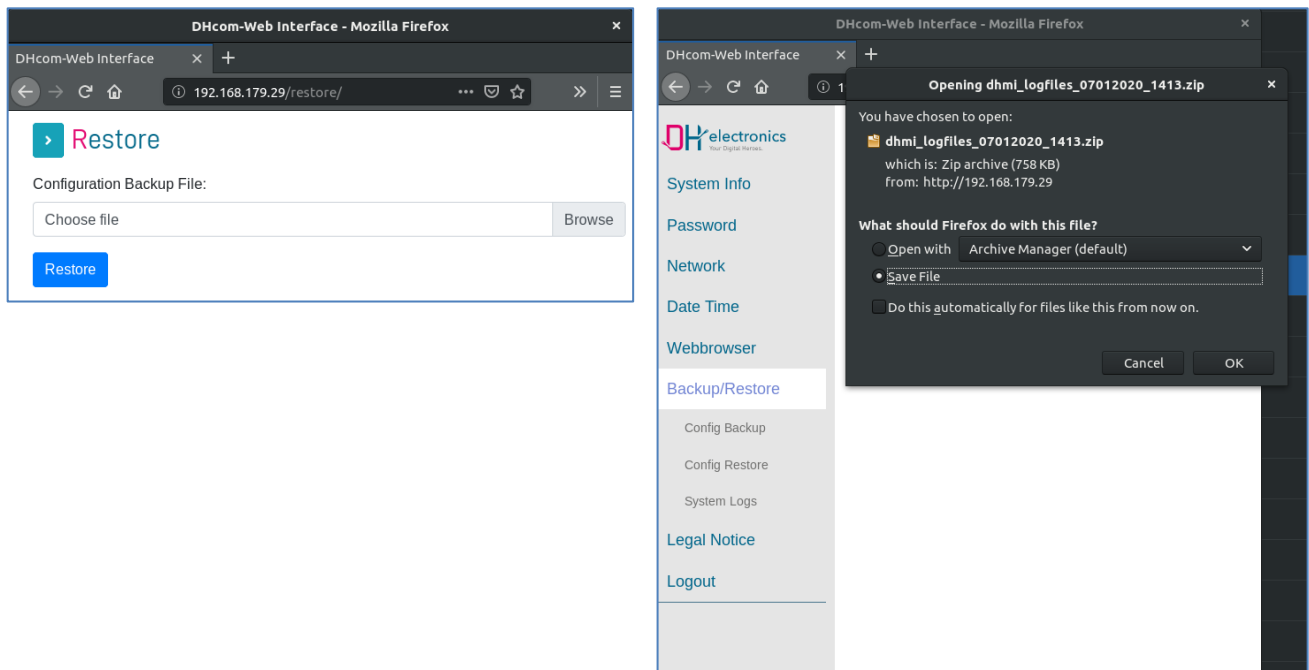 DHcom-Web Interface - Mozilla Firefox
DHcom-Web Interface
192.168.179.29/restore/
Restore
Configuration Backup File:
Choose file Browse
Restore
DHcom-Web Interface - Mozilla Firefox
DHcom-Web Interface
1
DH electronics
Your Digital Heroes.
System Info
Password
Network
Date Time
Webbrowser
Backup/Restore
Config Backup
Config Restore
System Logs
Legal Notice
Logout
Opening dhmi_logfiles_07012020_1413.zip
You have chosen to open:
dhmi_logfiles_07012020_1413.zip
which is: Zip archive (758 KB)
from: http://192.168.179.29
What should Firefox do with this file?
Open with Archive Manager (default)
Save File
Do this automatically for files like this from now on.
Cancel OK